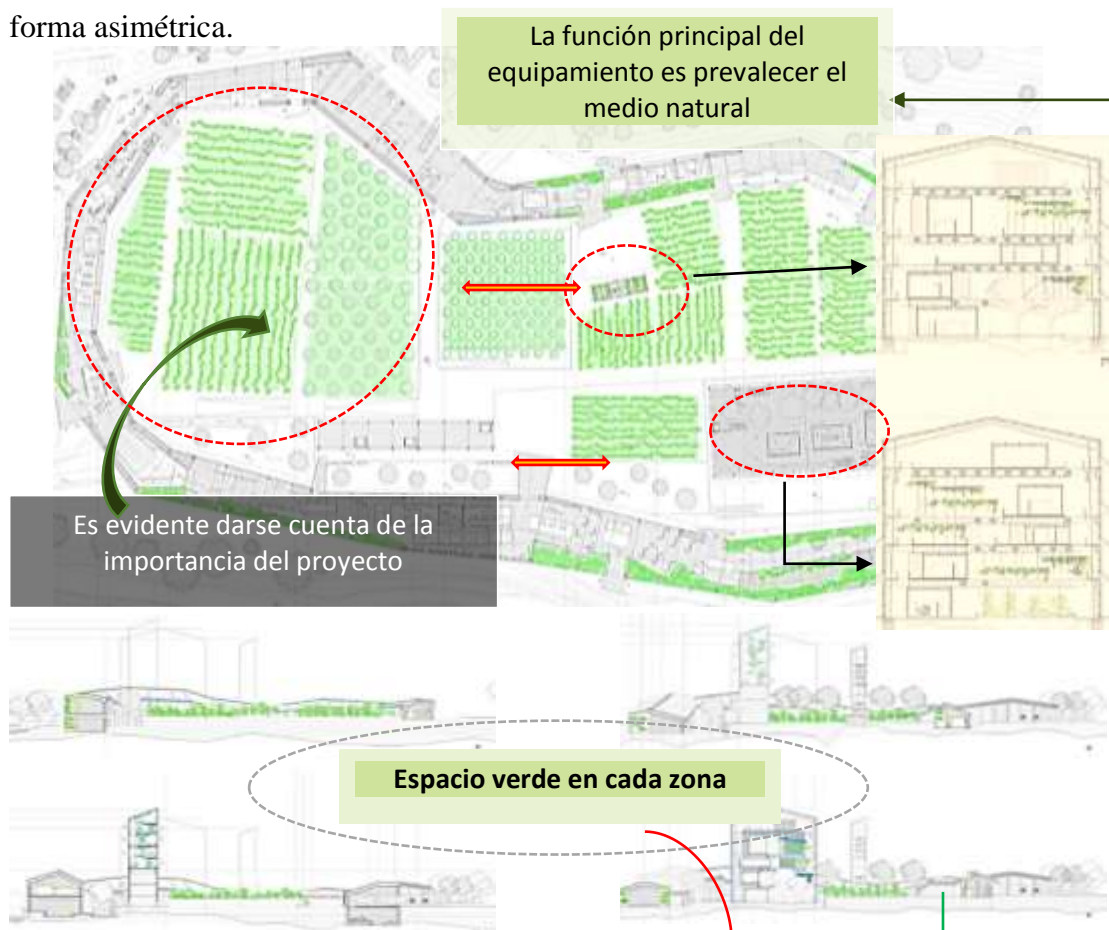 forma asimétrica.
La función principal del
equipamiento es prevalecer el
medio natural
Es evidente darse cuenta de la
importancia del proyecto
Espacio verde en cada zona